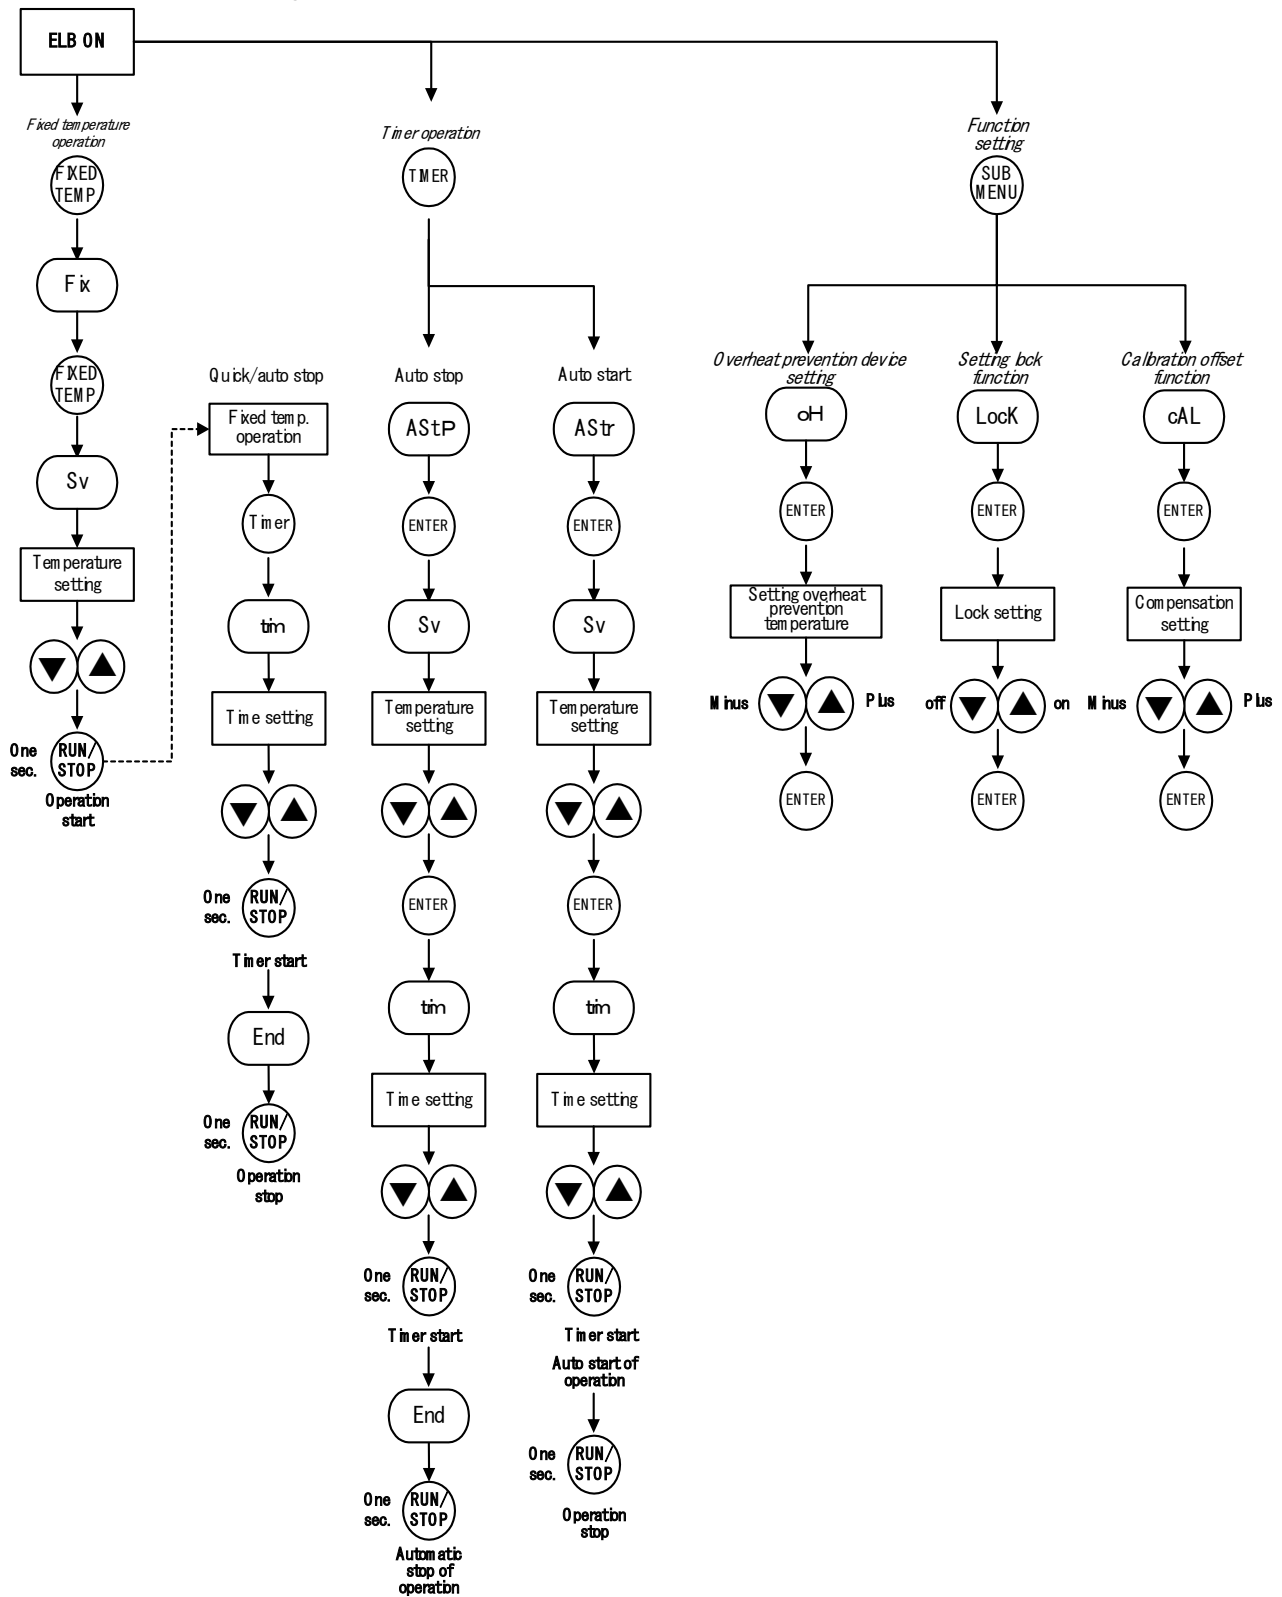 ELB ON
Fixed temperature
operation
FIXED
TEMP
Fix
FIXED
TEMP
Sv
Temperature
setting
One
sec.
RUN/
STOP
Operation
start
Quick/auto stop
Fixed temp.
operation
Timer
tim
Time setting
One
sec.
RUN/
STOP
Timer start
End
One
sec.
RUN/
STOP
Operation
stop
Timer operation
TIMER
Auto stop
AStP
ENTER
Sv
Temperature
setting
ENTER
tim
Time setting
One
sec.
RUN/
STOP
Timer start
End
One
sec.
RUN/
STOP
Automatic
stop of
operation
Auto start
AStr
ENTER
Sv
Temperature
setting
ENTER
tim
Time setting
One
sec.
RUN/
STOP
Timer start
Auto start of
operation
One
sec.
RUN/
STOP
Operation
stop
Function
setting
SUB
MENU
Overheat prevention device
setting
oH
ENTER
Setting overheat
prevention
temperature
Minus
Plus
ENTER
Setting lock
function
LocK
ENTER
Lock setting
off
on
ENTER
Calibration offset
function
cAL
ENTER
Compensation
setting
Minus
Plus
ENTER